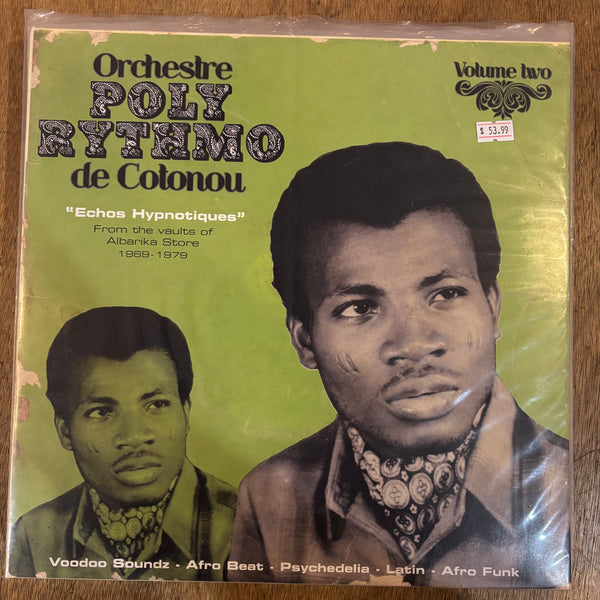 Orchestre
POLY
RYTHMO
de Cotonou
Volume two
$ 53.99
"Echos Hypnotiques"
From the vaults of
Albarika Store
1969-1979
Voodoo Soundz - Afro Beat - Psychedelia - Latin - Afro Funk